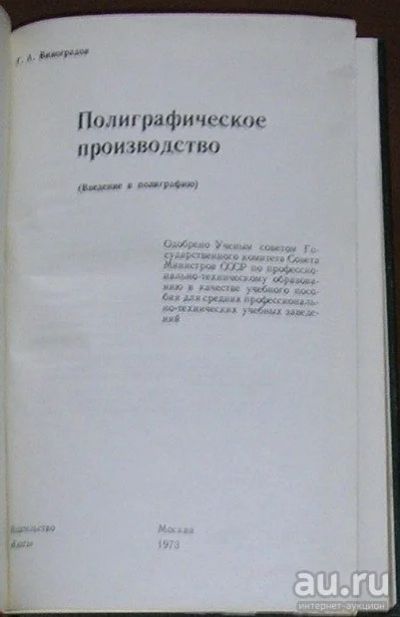 Г. А. Виноградов
Полиграфическое
производство
(Введение в полиграфию)
Одобрено Ученым советом Го-
сударственного комитета Совета
Министров СССР по профессио-
нально-техническому образова-
нию в качестве учебного посо-
бия для средних профессиональ-
но-технических учебных заведе-
ний
Москва
1973
au.ru
интернет-аукцион